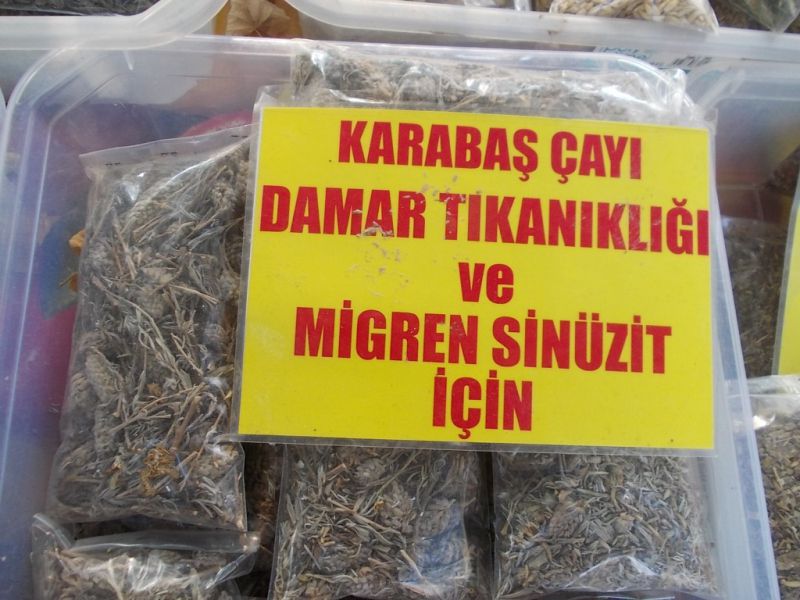 KARABAŞ ÇAYI
DAMAR TIKANIKLIĞI
ve
MİGREN SİNÜZİT
İÇİN